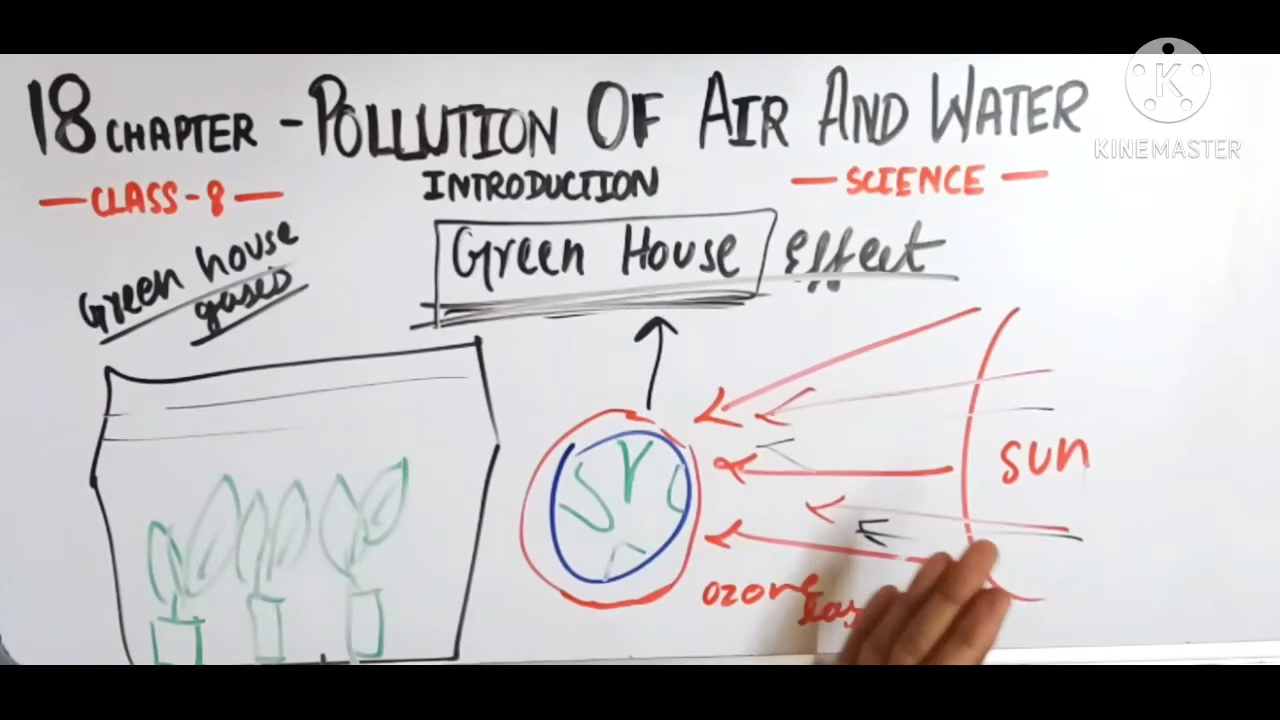 18 CHAPTER - POLLUTION OF AIR AND WATER
— CLASS-8 — INTRODUCTION — SCIENCE —
Green House Effect
Green house
gases
sun
ozone
K
KINEMASTER